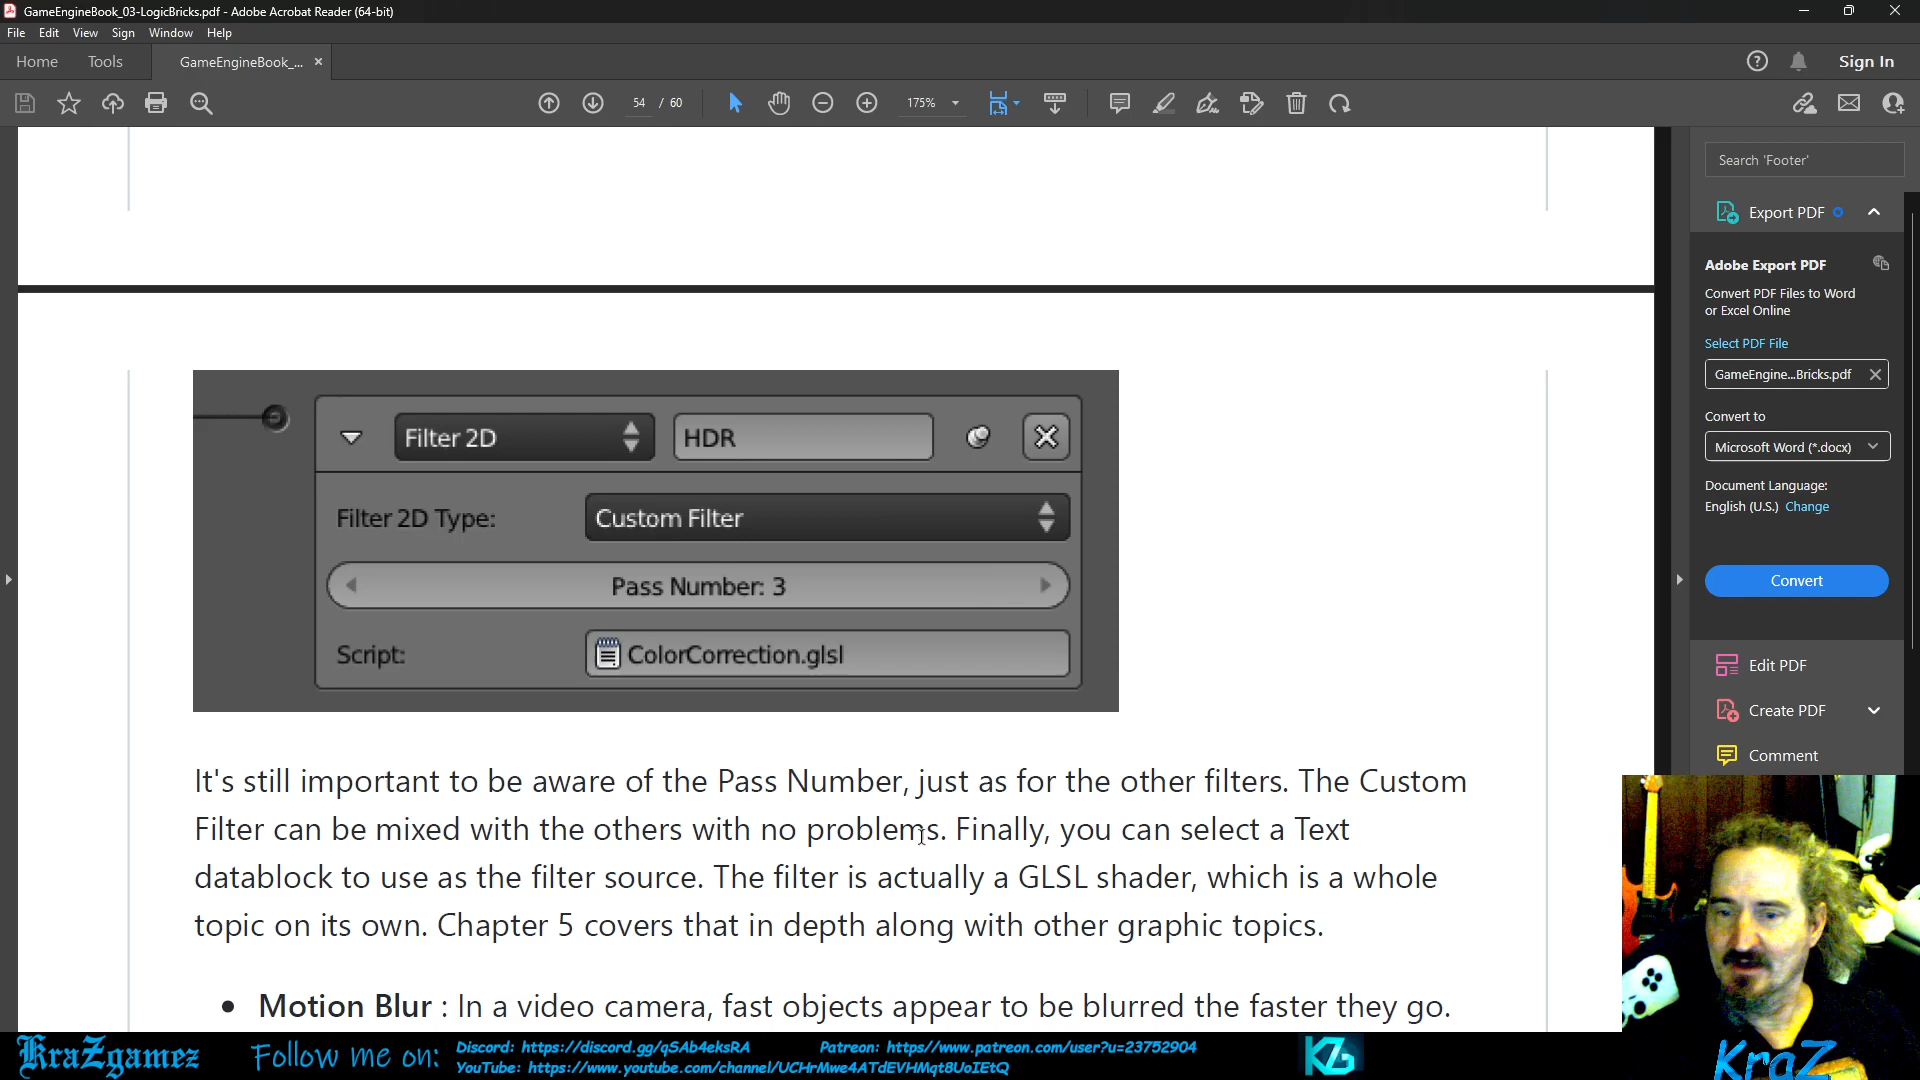 GameEngineBook_03-LogicBricks.pdf - Adobe Acrobat Reader (64-bit)
File Edit View Sign Window Help
Home Tools GameEngineBook_... ×
Sign In
54 / 60
175%
Search 'Footer'
Export PDF
Adobe Export PDF
Convert PDF Files to Word
or Excel Online
Select PDF File
GameEngine...Bricks.pdf
Convert to
Microsoft Word (*.docx)
Document Language:
English (U.S.) Change
Convert
Edit PDF
Create PDF
Comment
Filter 2D HDR
Filter 2D Type: Custom Filter
Pass Number: 3
Script: ColorCorrection.glsl
It's still important to be aware of the Pass Number, just as for the other filters. The Custom
Filter can be mixed with the others with no problems. Finally, you can select a Text
datablock to use as the filter source. The filter is actually a GLSL shader, which is a whole
topic on its own. Chapter 5 covers that in depth along with other graphic topics.
• Motion Blur : In a video camera, fast objects appear to be blurred the faster they go.
KraZgamez
Follow me on:
Discord: https://discord.gg/qSAb4eksRA
Patreon: https//www.patreon.com/user?u=23752904
YouTube: https://www.youtube.com/channel/UCHrMwe4ATdEVHMqt8UoIEtQ
KZG
KraZ